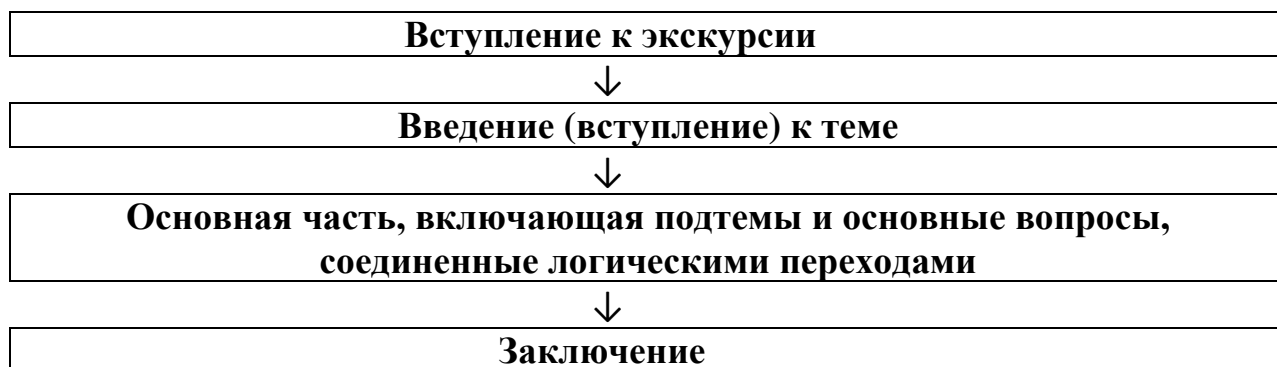 Вступление к экскурсии
↓
Введение (вступление) к теме
↓
Основная часть, включающая подтемы и основные вопросы,
соединенные логическими переходами
↓
Заключение